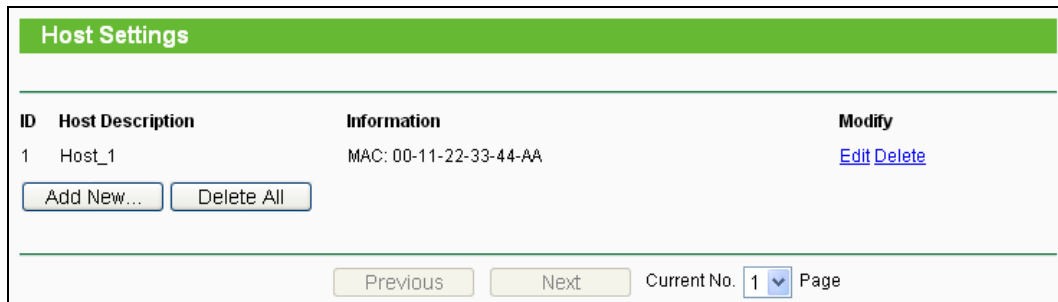 Host Settings
ID Host Description Information Modify
1 Host_1 MAC: 00-11-22-33-44-AA Edit Delete
Add New... Delete All
Previous Next Current No. 1 Page